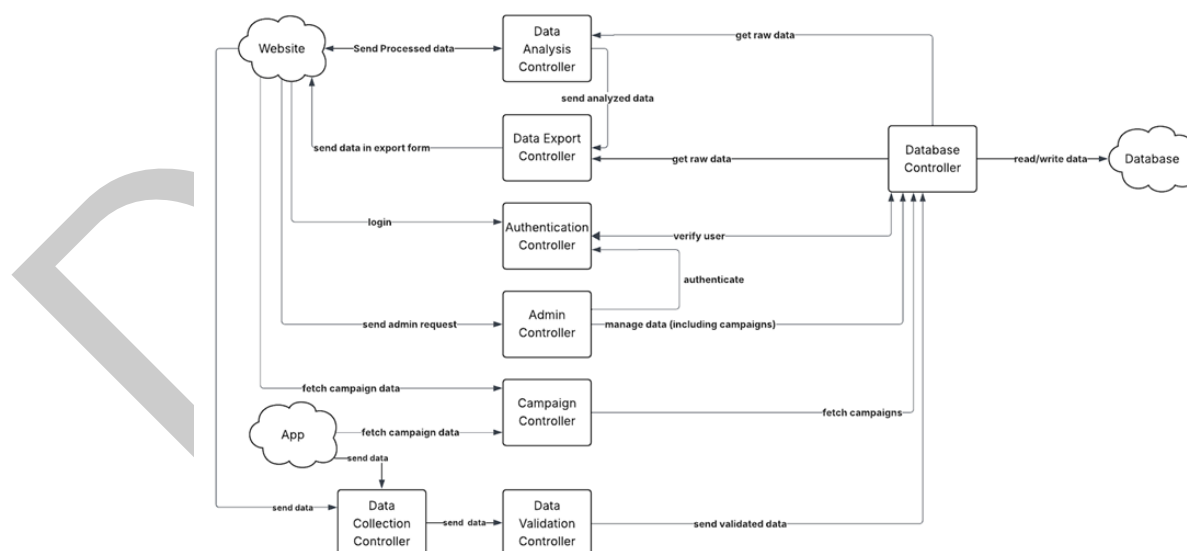 Website
Send Processed data
Data
Analysis
Controller
get raw data
send analyzed data
send data in export form
Data Export
Controller
get raw data
Database
Controller
read/write data
Database
login
Authentication
Controller
verify user
authenticate
send admin request
Admin
Controller
manage data (including campaigns)
fetch campaign data
Campaign
Controller
fetch campaigns
App
fetch campaign data
send data
send data
Data
Collection
Controller
send data
Data
Validation
Controller
send validated data